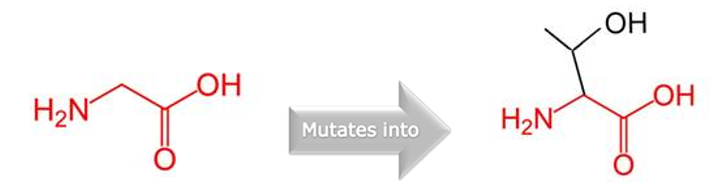 H₂N
OH
O
Mutates into
OH
H₂N
OH
O